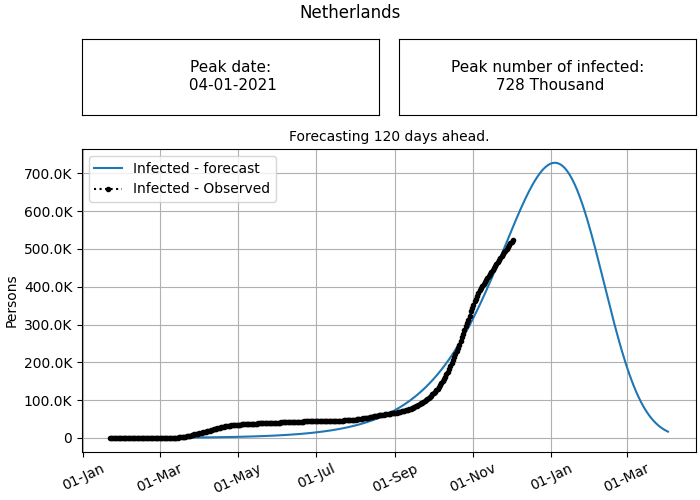 Netherlands
Peak date:
04-01-2021
Peak number of infected:
728 Thousand
Forecasting 120 days ahead.
Infected - forecast
Infected - Observed
Persons
700.0K
600.0K
500.0K
400.0K
300.0K
200.0K
100.0K
0
01-Jan
01-Mar
01-May
01-Jul
01-Sep
01-Nov
01-Jan
01-Mar